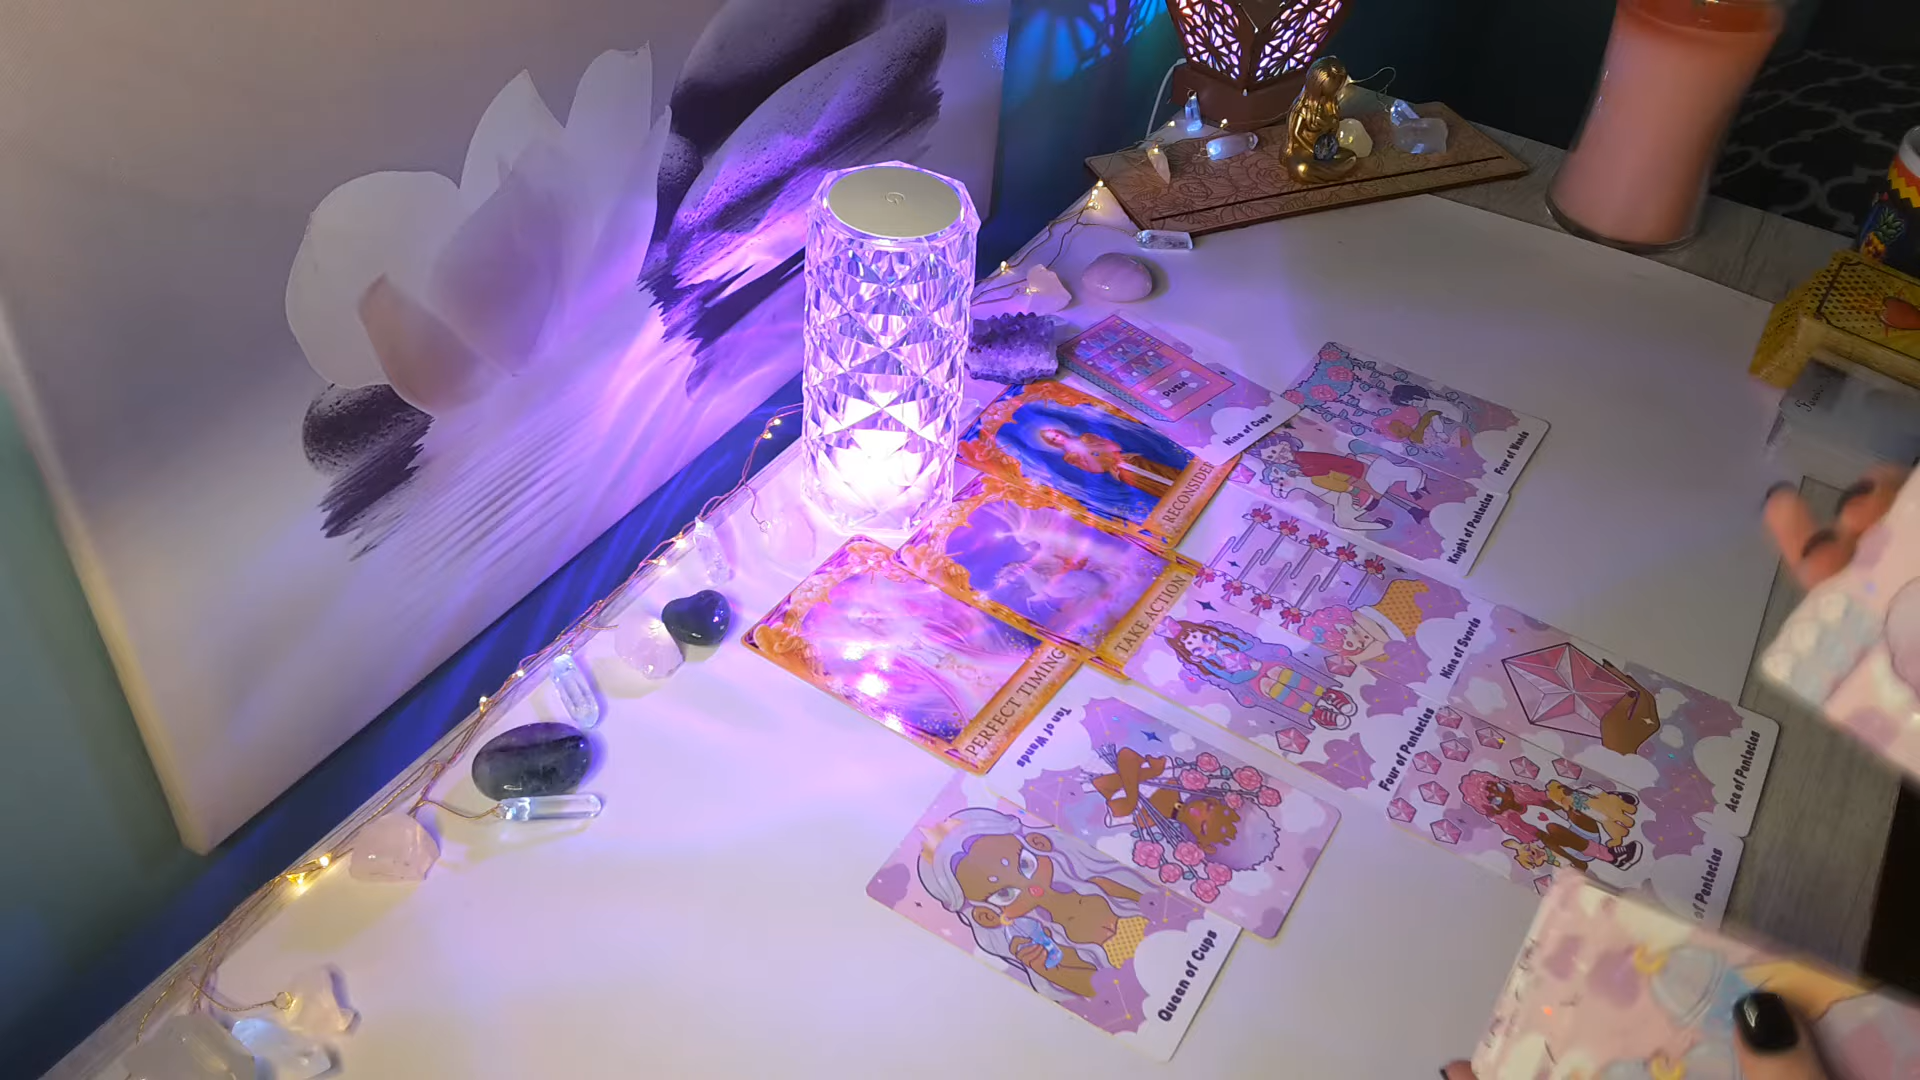 PUSH
Nine of Cups
Four of Wands
RECONSIDER
Knight of Pentacles
TAKE ACTION
Nine of Swords
PERFECT TIMING
Ten of Wands
Four of Pentacles
Ace of Pentacles
of Pentacles
Queen of Cups